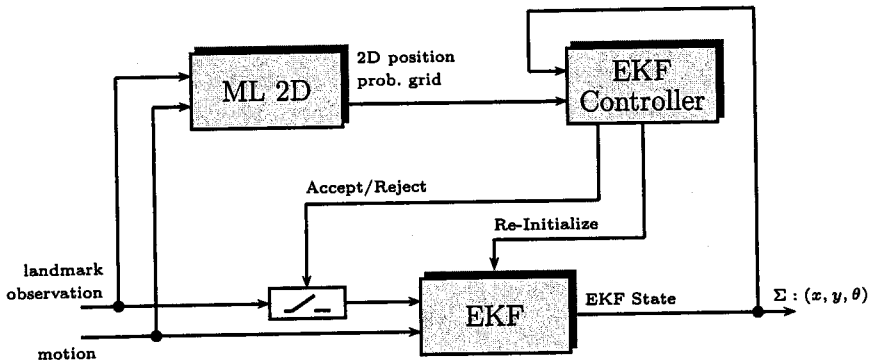 2D position
prob. grid
ML 2D
EKF
Controller
Accept/Reject
Re-Initialize
landmark
observation
EKF
EKF State
Σ : (x, y, θ)
motion